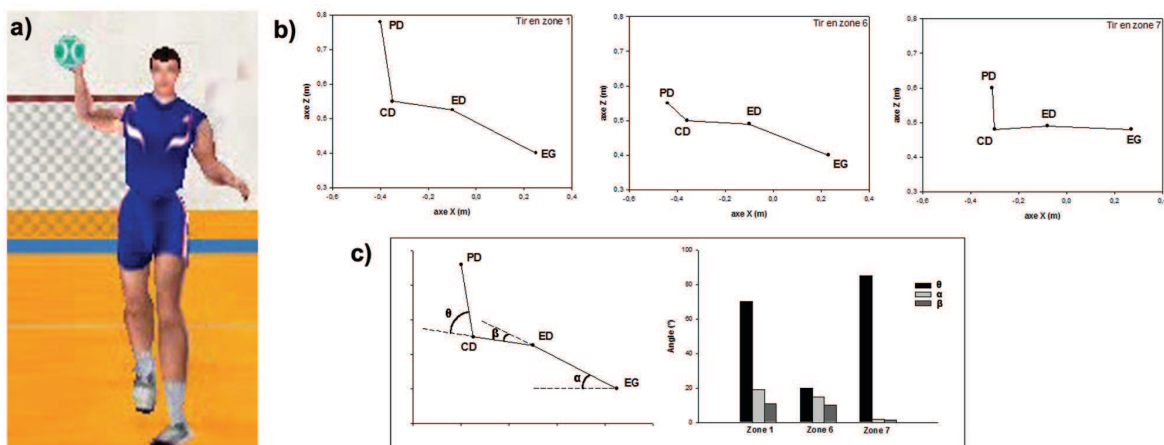 a)
b)
Tir en zone 1
0,8
0,7
0,6
0,5
0,4
0,3
axe Z (m)
PD
CD
ED
EG
-0,6
-0,4
-0,2
0,0
0,2
0,4
axe X (m)
Tir en zone 6
0,8
0,7
0,6
0,5
0,4
0,3
axe Z (m)
PD
CD
ED
EG
-0,6
-0,4
-0,2
0,0
0,2
0,4
axe X (m)
Tir en zone 7
0,8
0,7
0,6
0,5
0,4
0,3
axe Z (m)
PD
CD
ED
EG
-0,6
-0,4
-0,2
0,0
0,2
0,4
axe X (m)
c)
PD
θ
CD
β
ED
α
EG
100
80
60
40
20
0
Angle (°)
θ
α
β
Zone 1
Zone 6
Zone 7